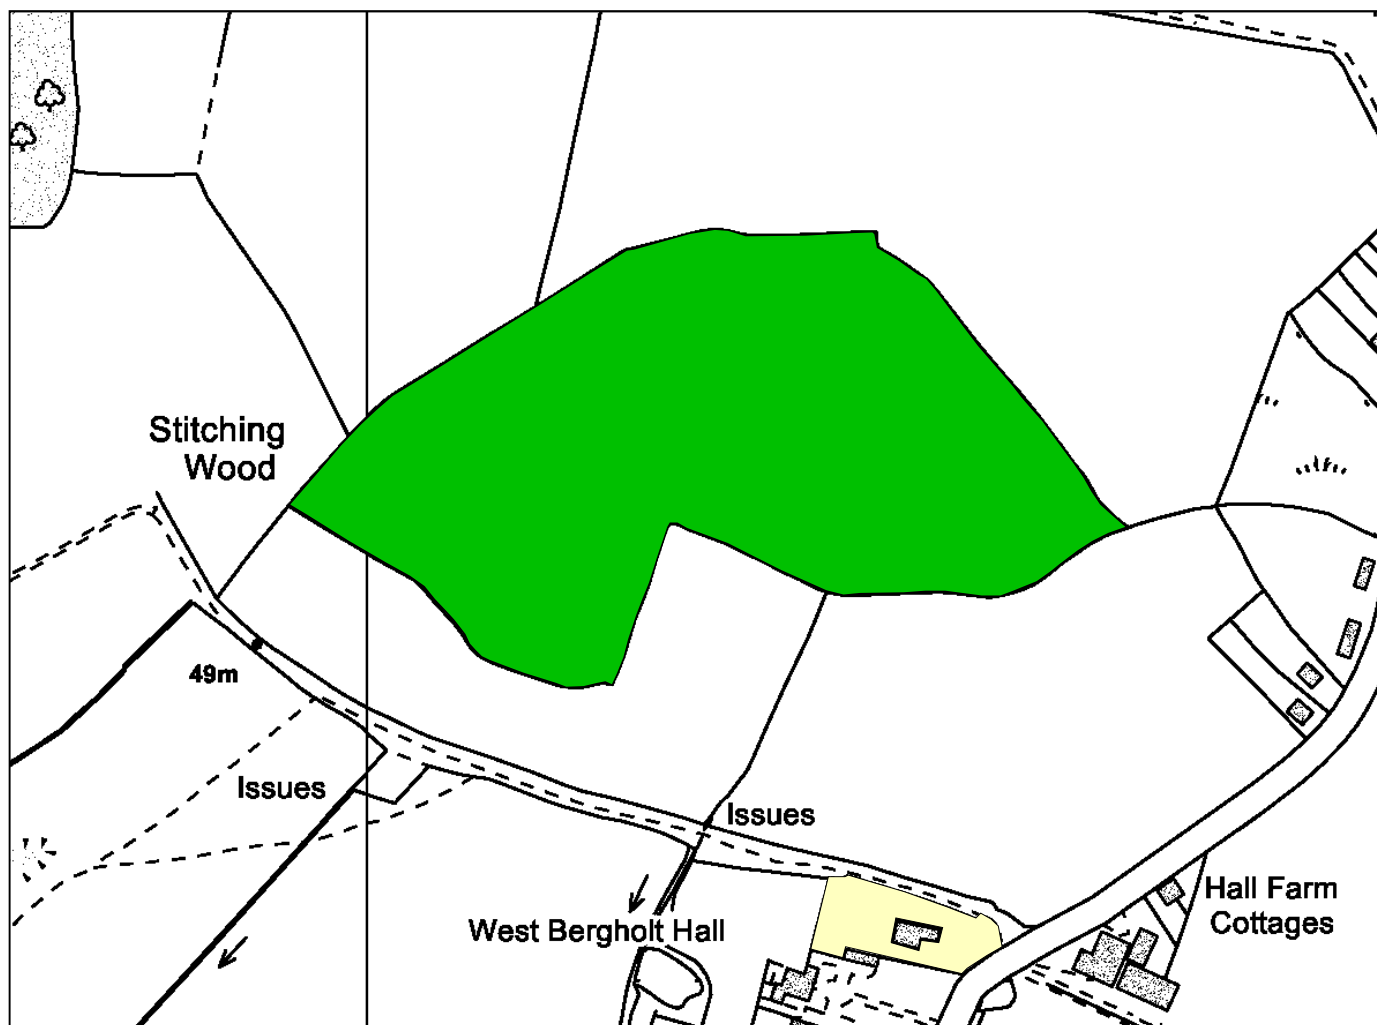 Stitching
Wood
49m
Issues
Issues
West Bergholt Hall
Hall Farm
Cottages